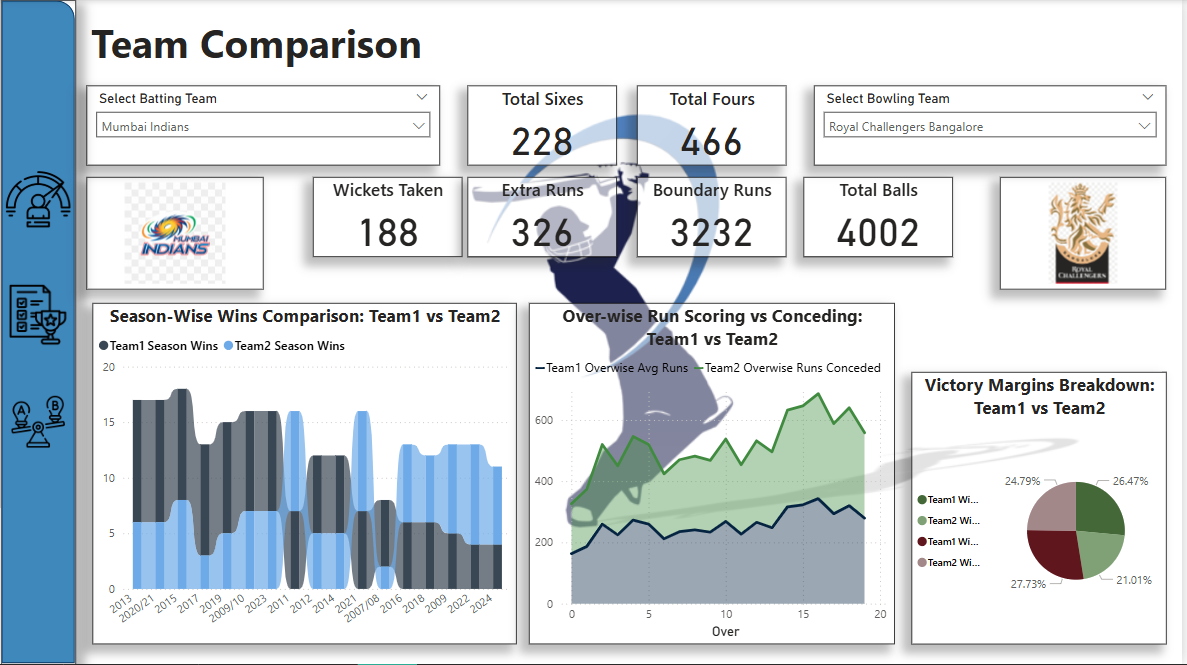 Team Comparison
Select Batting Team
Mumbai Indians
Total Sixes
228
Total Fours
466
Select Bowling Team
Royal Challengers Bangalore
MUMBAI
INDIANS
Wickets Taken
188
Extra Runs
326
Boundary Runs
3232
Total Balls
4002
ROYAL
CHALLENGERS
A
B
Season-Wise Wins Comparison: Team1 vs Team2
Team1 Season Wins Team2 Season Wins
20
15
10
5
0
2013 2020/21 2015 2017 2019 2009/10 2023 2011 2012 2014 2021 2007/08 2016 2018 2009 2022 2024
Over-wise Run Scoring vs Conceding:
Team1 vs Team2
Team1 Overwise Avg Runs Team2 Overwise Runs Conceded
600
400
200
0
0 5 10 15 20
Over
Victory Margins Breakdown:
Team1 vs Team2
24.79% 26.47%
Team1 Wi...
Team2 Wi...
Team1 Wi...
Team2 Wi...
27.73% 21.01%